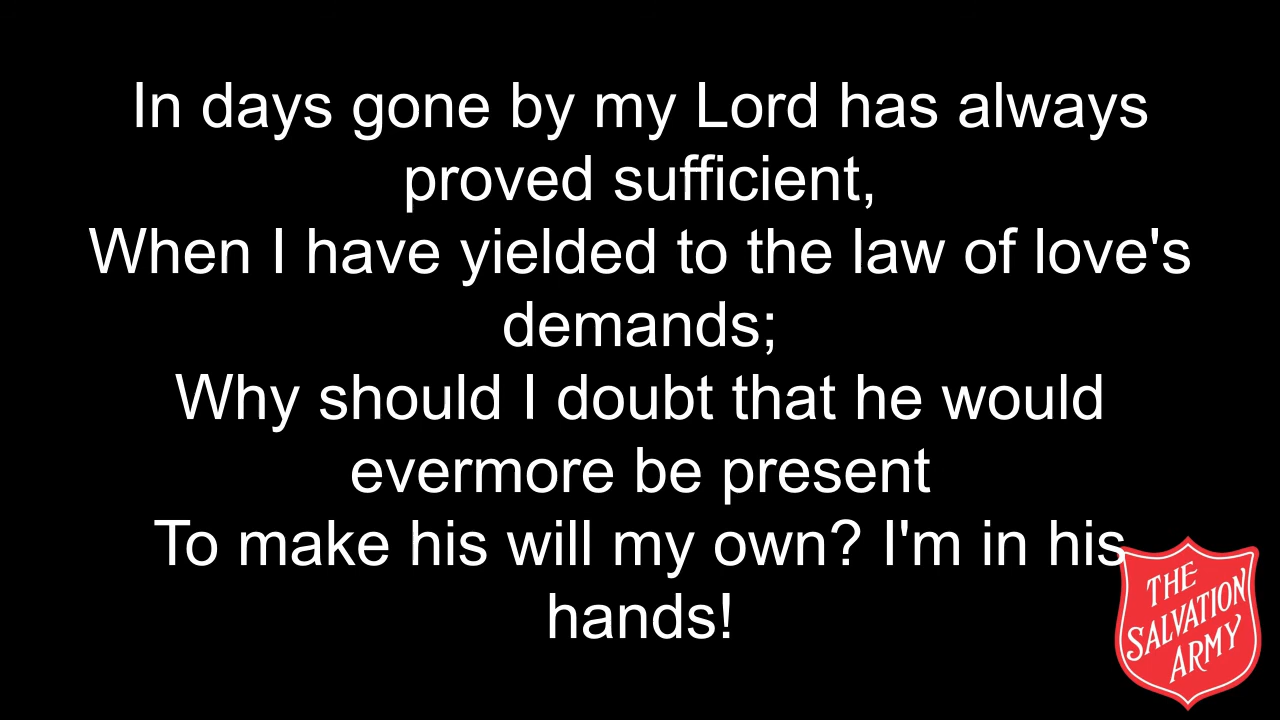 In days gone by my Lord has always
proved sufficient,
When I have yielded to the law of love's
demands;
Why should I doubt that he would
evermore be present
To make his will my own? I'm in his
hands!
THE
SALVATION
ARMY